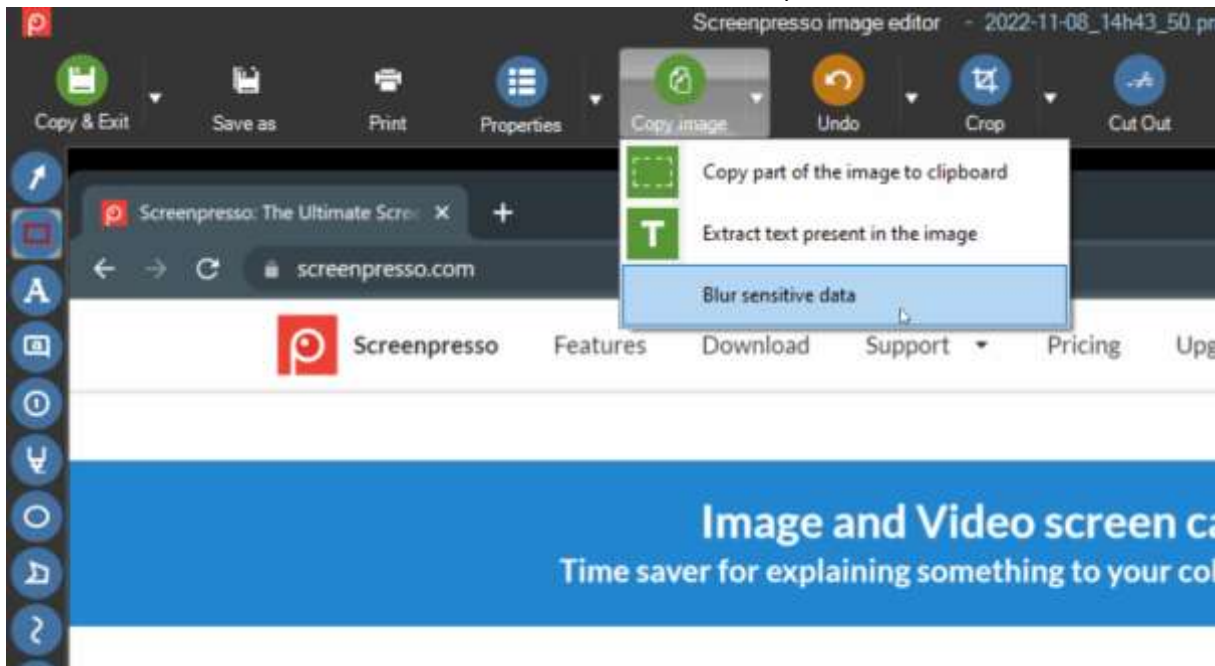 Screenpresso image editor - 2022-11-08_14h43_50.pn
Copy & Exit Save as Print Properties Copy image Undo Crop Cut Out
Copy part of the image to clipboard
Screenpresso: The Ultimate Scree
Extract text present in the image
screenpresso.com
Blur sensitive data
Screenpresso Features Download Support Pricing Upg
Image and Video screen ca
Time saver for explaining something to your col